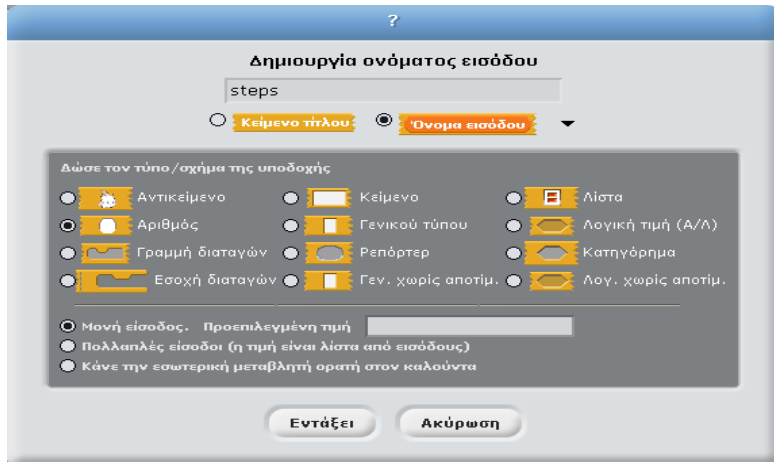 ?
Δημιουργία ονόματος εισόδου
steps
Κείμενο τίτλου Όνομα εισόδου
Δώσε τον τύπο/σχήμα της υποδοχής
Αντικείμενο Κείμενο Λίστα
Αριθμός Γενικού τύπου Λογική τιμή (Α/Λ)
Γραμμή διαταγών Ρεπόρτερ Κατηγόρημα
Εσοχή διαταγών Γεν. χωρίς αποτίμ. Λογ. χωρίς αποτίμ.
Μονή είσοδος. Προεπιλεγμένη τιμή
Πολλαπλές είσοδοι (η τιμή είναι λίστα από εισόδους)
Κάνε την εσωτερική μεταβλητή ορατή στον καλούντα
Εντάξει Ακύρωση